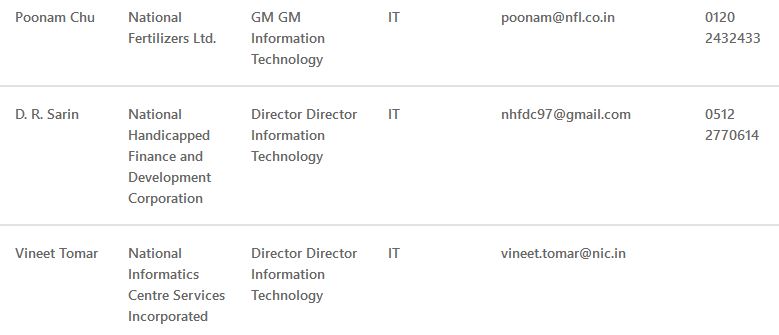 Poonam Chu National GM GM IT poonam@nfl.co.in 0120
Fertilizers Ltd. Information 2432433
Technology
D. R. Sarin National Director Director IT nhfdc97@gmail.com 0512
Handicapped Information 2770614
Finance and Technology
Development
Corporation
Vineet Tomar National Director Director IT vineet.tomar@nic.in
Informatics Information
Centre Services Technology
Incorporated